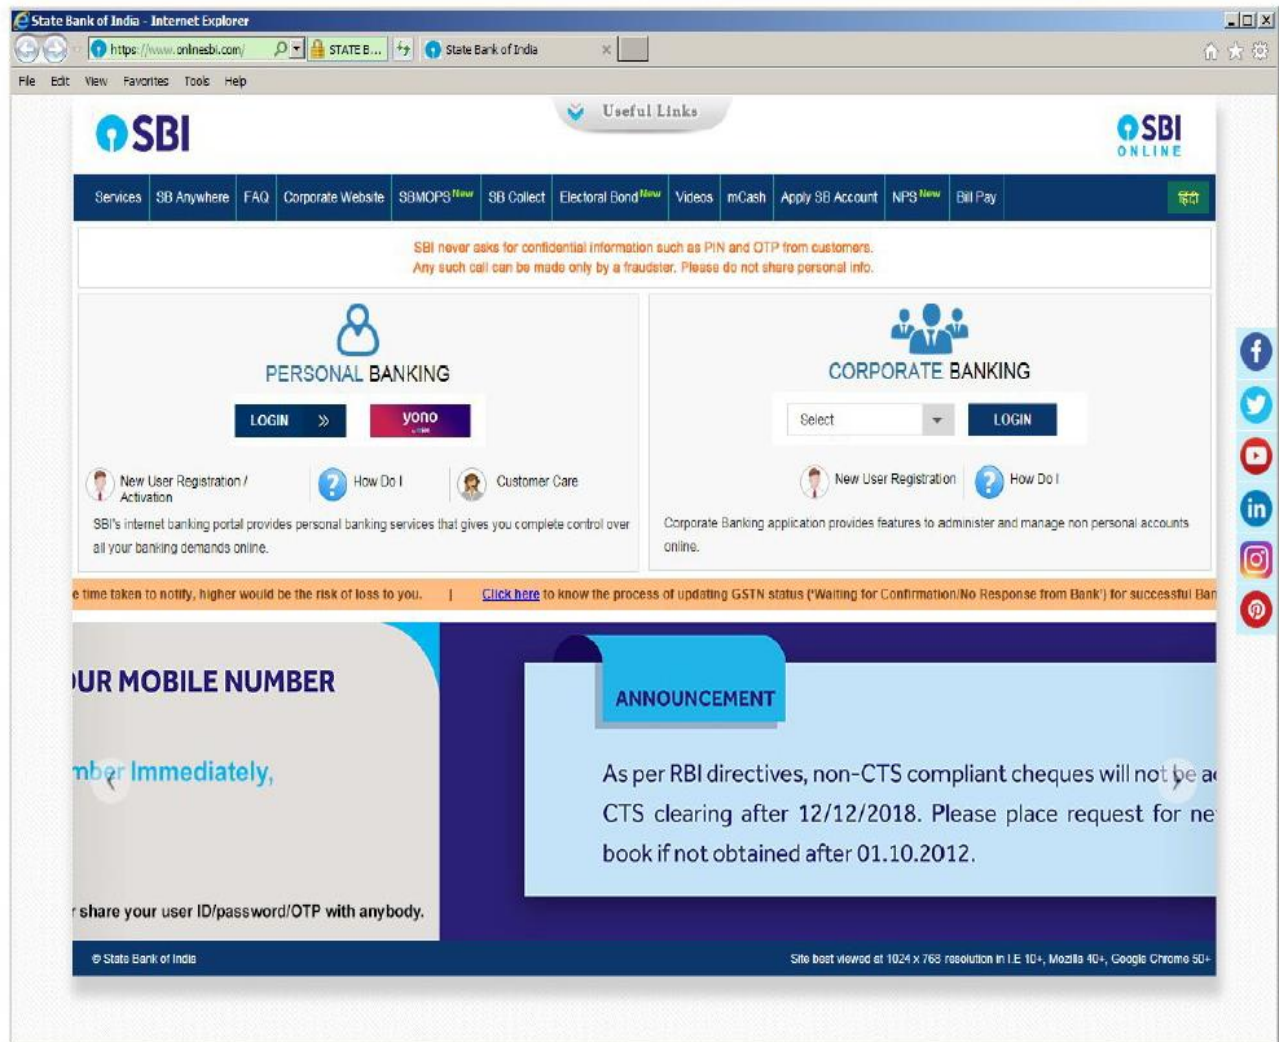 State Bank of India - Internet Explorer
https://www.onlinesbi.com/ STATE B... State Bank of India
File Edit View Favorites Tools Help
Useful Links
SBI
SBI
ONLINE
Services SB Anywhere FAQ Corporate Website SBMOPS New SB Collect Electoral Bond New Videos mCash Apply SB Account NPS New Bill Pay हिंदी
SBI never asks for confidential information such as PIN and OTP from customers.
Any such call can be made only by a fraudster. Please do not share personal info.
PERSONAL BANKING
LOGIN » yono
New User Registration /
Activation
How Do I
Customer Care
SBI's internet banking portal provides personal banking services that gives you complete control over
all your banking demands online.
CORPORATE BANKING
Select LOGIN
New User Registration How Do I
Corporate Banking application provides features to administer and manage non personal accounts
online.
e time taken to notify, higher would be the risk of loss to you. | Click here to know the process of updating GSTN status ('Waiting for Confirmation/No Response from Bank') for successful Ban
OUR MOBILE NUMBER
mber Immediately,
r share your user ID/password/OTP with anybody.
ANNOUNCEMENT
As per RBI directives, non-CTS compliant cheques will not be ac
CTS clearing after 12/12/2018. Please place request for ne
book if not obtained after 01.10.2012.
© State Bank of India
Site best viewed at 1024 x 768 resolution in I.E 10+, Mozilla 40+, Google Chrome 50+